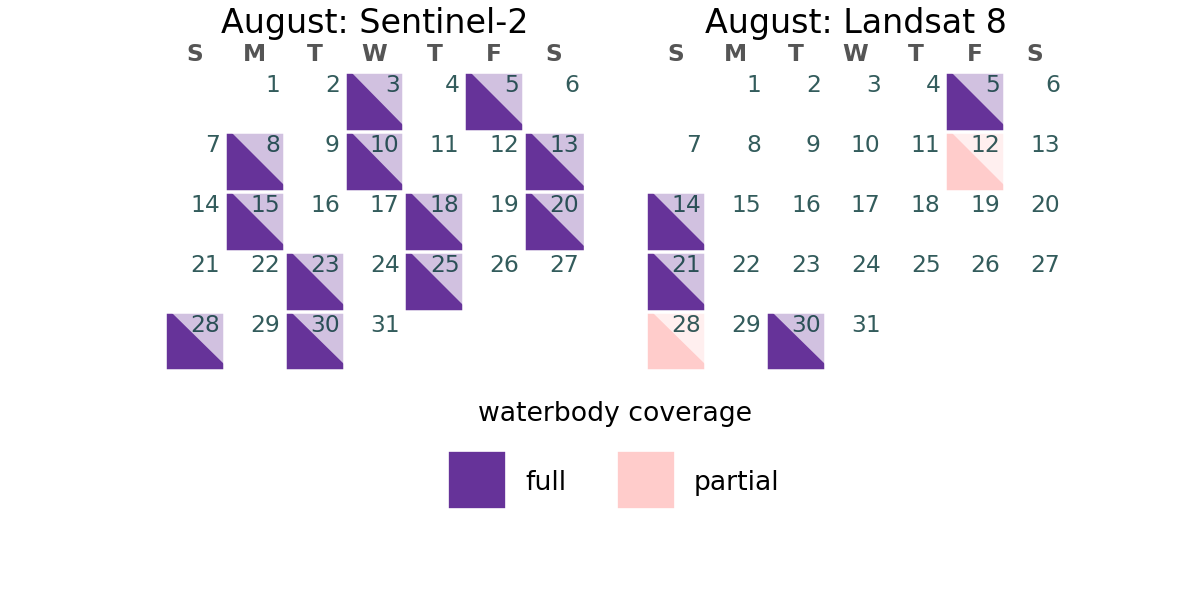 August: Sentinel-2
S M T W T F S
1 2 3 4 5 6
7 8 9 10 11 12 13
14 15 16 17 18 19 20
21 22 23 24 25 26 27
28 29 30 31
August: Landsat 8
S M T W T F S
1 2 3 4 5 6
7 8 9 10 11 12 13
14 15 16 17 18 19 20
21 22 23 24 25 26 27
28 29 30 31
waterbody coverage
full partial